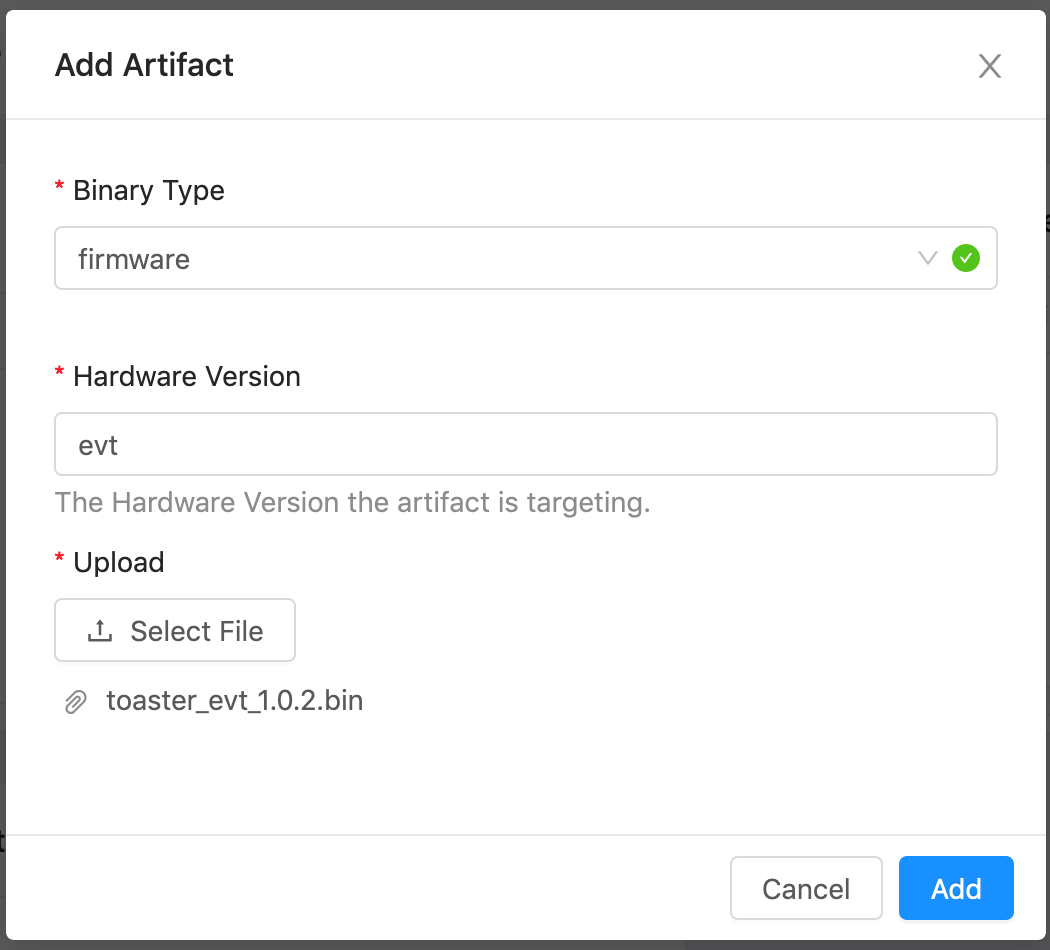 Add Artifact
* Binary Type
firmware
* Hardware Version
evt
The Hardware Version the artifact is targeting.
* Upload
Select File
toaster_evt_1.0.2.bin
Cancel
Add